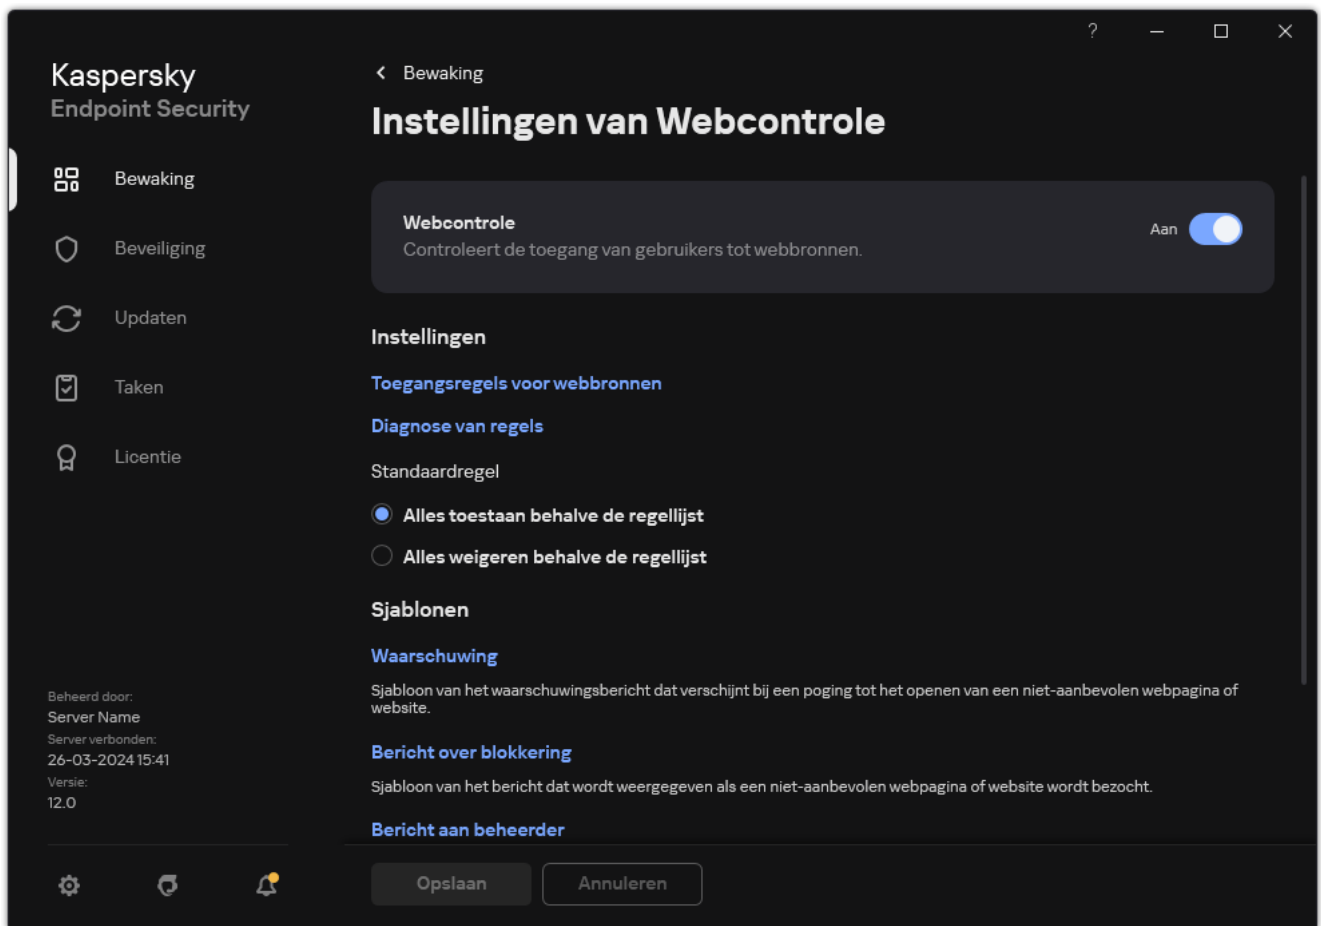 ?
Kaspersky
Endpoint Security
Bewaking
Beveiliging
Updaten
Taken
Licentie
Beheerd door:
Server Name
Server verbonden:
26-03-2024 15:41
Versie:
12.0
Bewaking
Instellingen van Webcontrole
Webcontrole
Controleert de toegang van gebruikers tot webbronnen.
Aan
Instellingen
Toegangsregels voor webbronnen
Diagnose van regels
Standaardregel
Alles toestaan behalve de regellijst
Alles weigeren behalve de regellijst
Sjablonen
Waarschuwing
Sjabloon van het waarschuwingsbericht dat verschijnt bij een poging tot het openen van een niet-aanbevolen webpagina of
website.
Bericht over blokkering
Sjabloon van het bericht dat wordt weergegeven als een niet-aanbevolen webpagina of website wordt bezocht.
Bericht aan beheerder
Opslaan
Annuleren